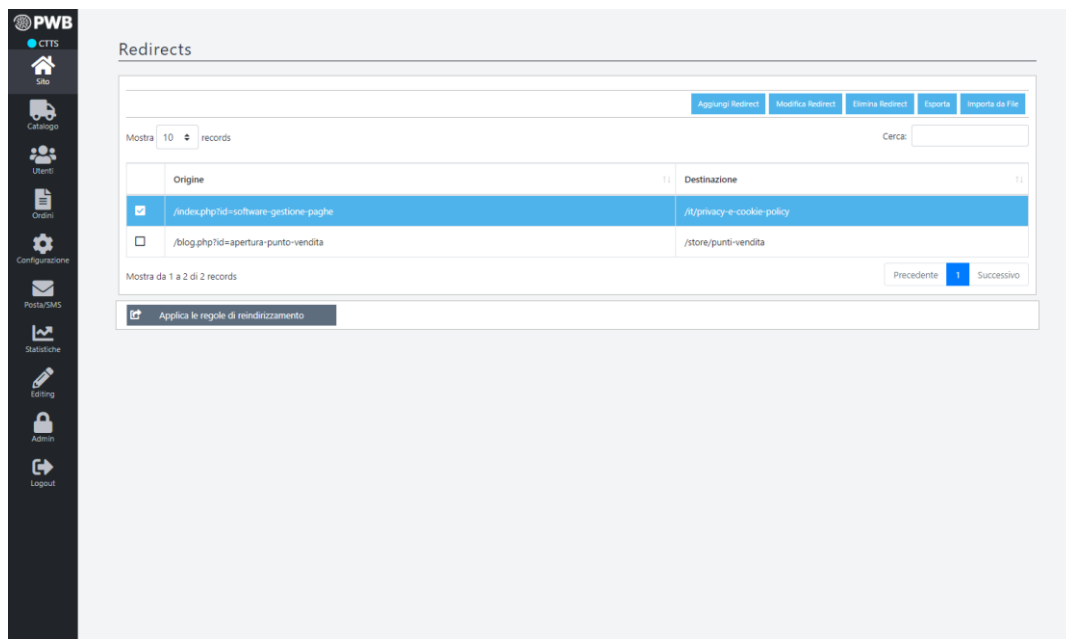 PWB
CTTS
Sito
Catalogo
Utenti
Ordini
Configurazione
Posta/SMS
Statistiche
Editing
Admin
Logout
Redirects
Aggiungi Redirect Modifica Redirect Elimina Redirect Esporta Importa da File
Mostra 10 records Cerca:
Origine Destinazione
/index.php?id=software-gestione-paghe /it/privacy-e-cookie-policy
/blog.php?id=apertura-punto-vendita /store/punti-vendita
Mostra da 1 a 2 di 2 records Precedente 1 Successivo
Applica le regole di reindirizzamento